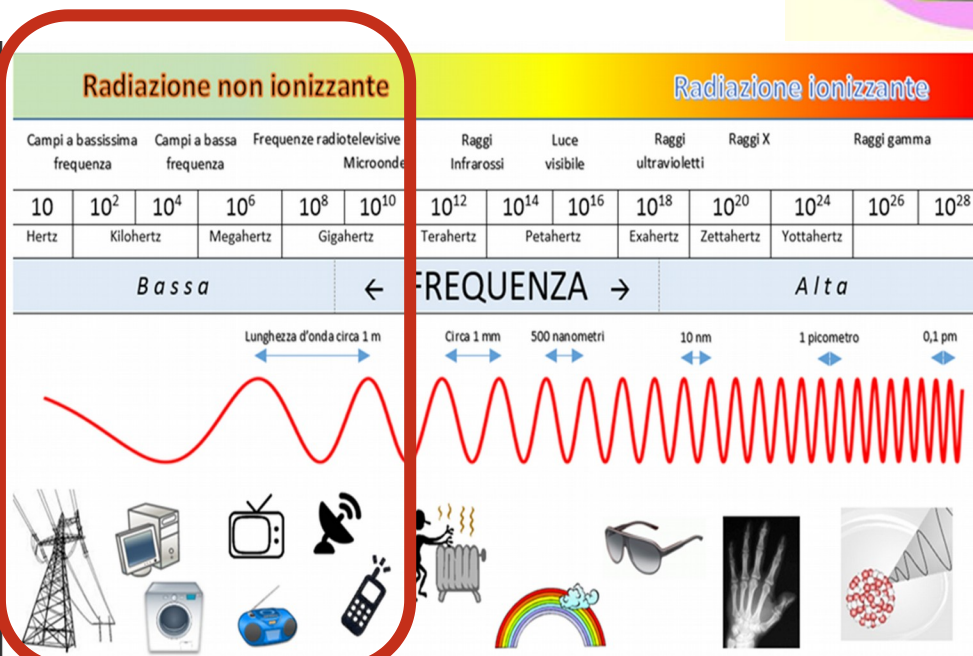 Radiazione non ionizzante Radiazione ionizzante
Campi a bassissima frequenza Campi a bassa frequenza Frequenze radiotelevisive Microonde Raggi Infrarossi Luce visibile Raggi ultravioletti Raggi X Raggi gamma
10 10² 10⁴ 10⁶ 10⁸ 10¹⁰ 10¹² 10¹⁴ 10¹⁶ 10¹⁸ 10²⁰ 10²⁴ 10²⁶ 10²⁸
Hertz Kilohertz Megahertz Gigahertz Terahertz Petahertz Exahertz Zettahertz Yottahertz
Bassa ← FREQUENZA → Alta
Lunghezza d'onda circa 1 m Circa 1 mm 500 nanometri 10 nm 1 picometro 0,1 pm